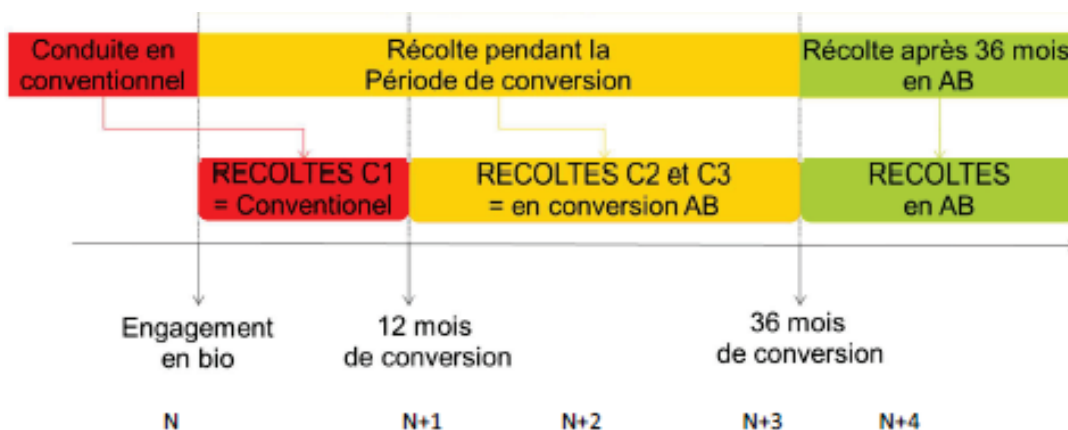 Conduite en
conventionnel
Récolte pendant la
Période de conversion
Récolte après 36 mois
en AB
RECOLTES C1
= Conventionel
RECOLTES C2 et C3
= en conversion AB
RECOLTES
en AB
Engagement
en bio
12 mois
de conversion
36 mois
de conversion
N N+1 N+2 N+3 N+4